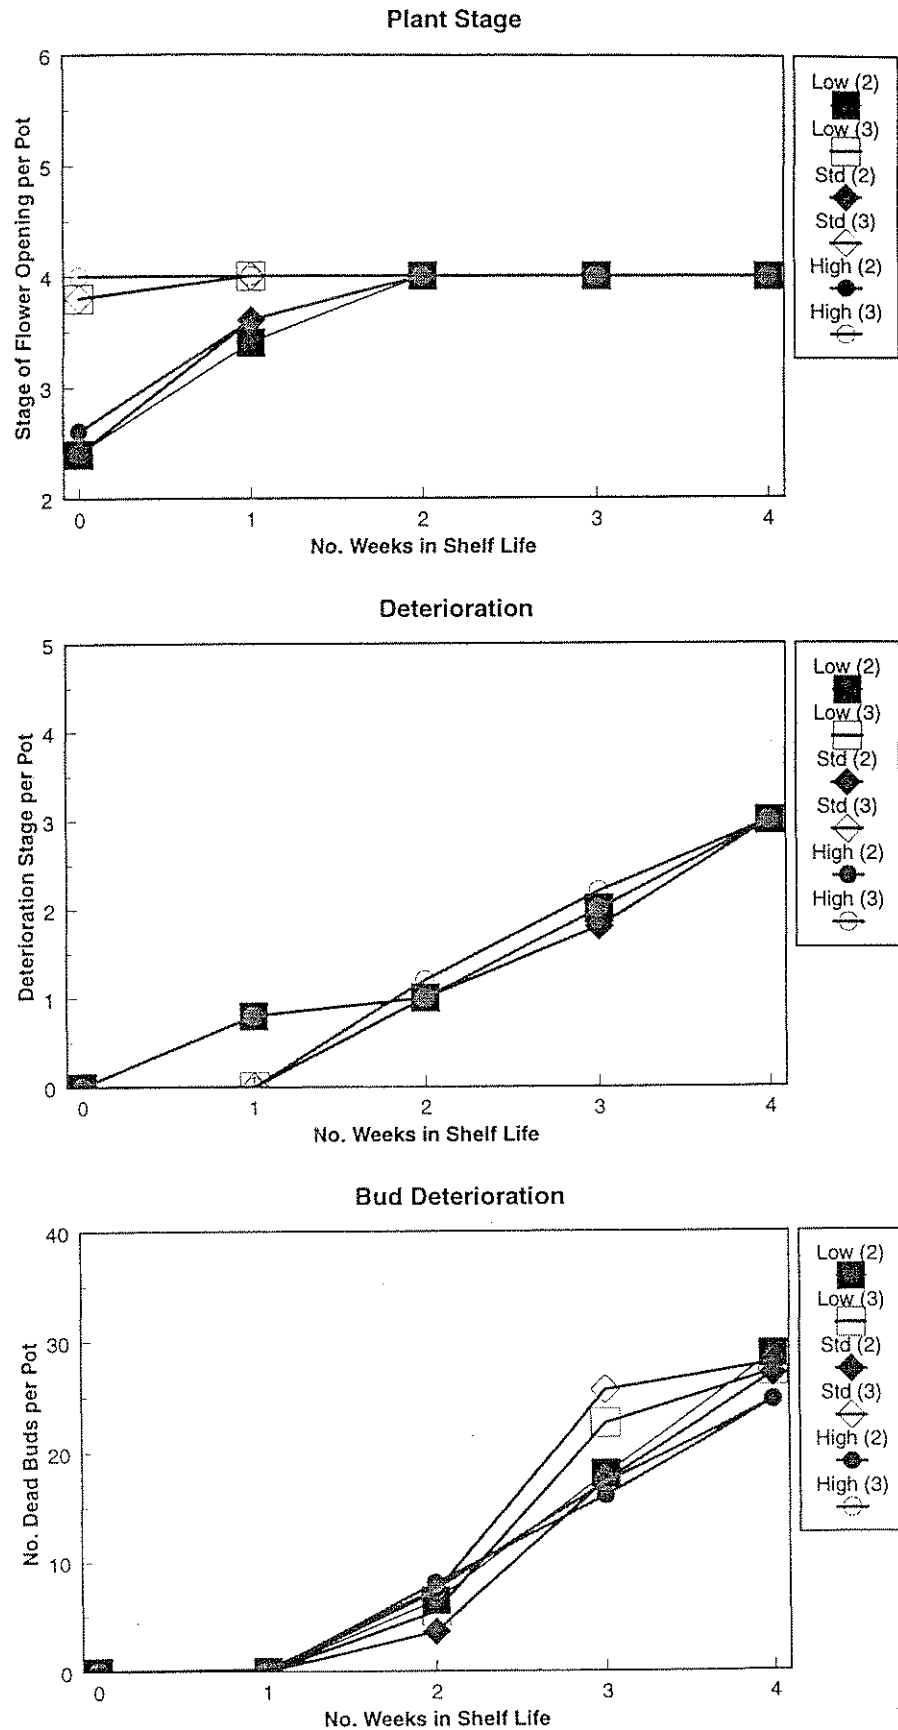 Plant Stage
Stage of Flower Opening per Pot
6
5
4
3
2
0 1 2 3 4
No. Weeks in Shelf Life
Low (2)
Low (3)
Std (2)
Std (3)
High (2)
High (3)
Deterioration
Deterioration Stage per Pot
5
4
3
2
1
0
0 1 2 3 4
No. Weeks in Shelf Life
Low (2)
Low (3)
Std (2)
Std (3)
High (2)
High (3)
Bud Deterioration
No. Dead Buds per Pot
40
30
20
10
0
0 1 2 3 4
No. Weeks in Shelf Life
Low (2)
Low (3)
Std (2)
Std (3)
High (2)
High (3)